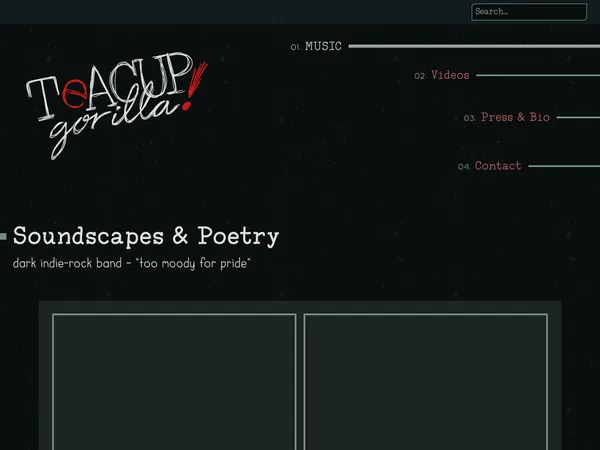 Search...
01. MUSIC
02. Videos
03. Press & Bio
04. Contact
TeACUP
gorilla!
Soundscapes & Poetry
dark indie-rock band - "too moody for pride"